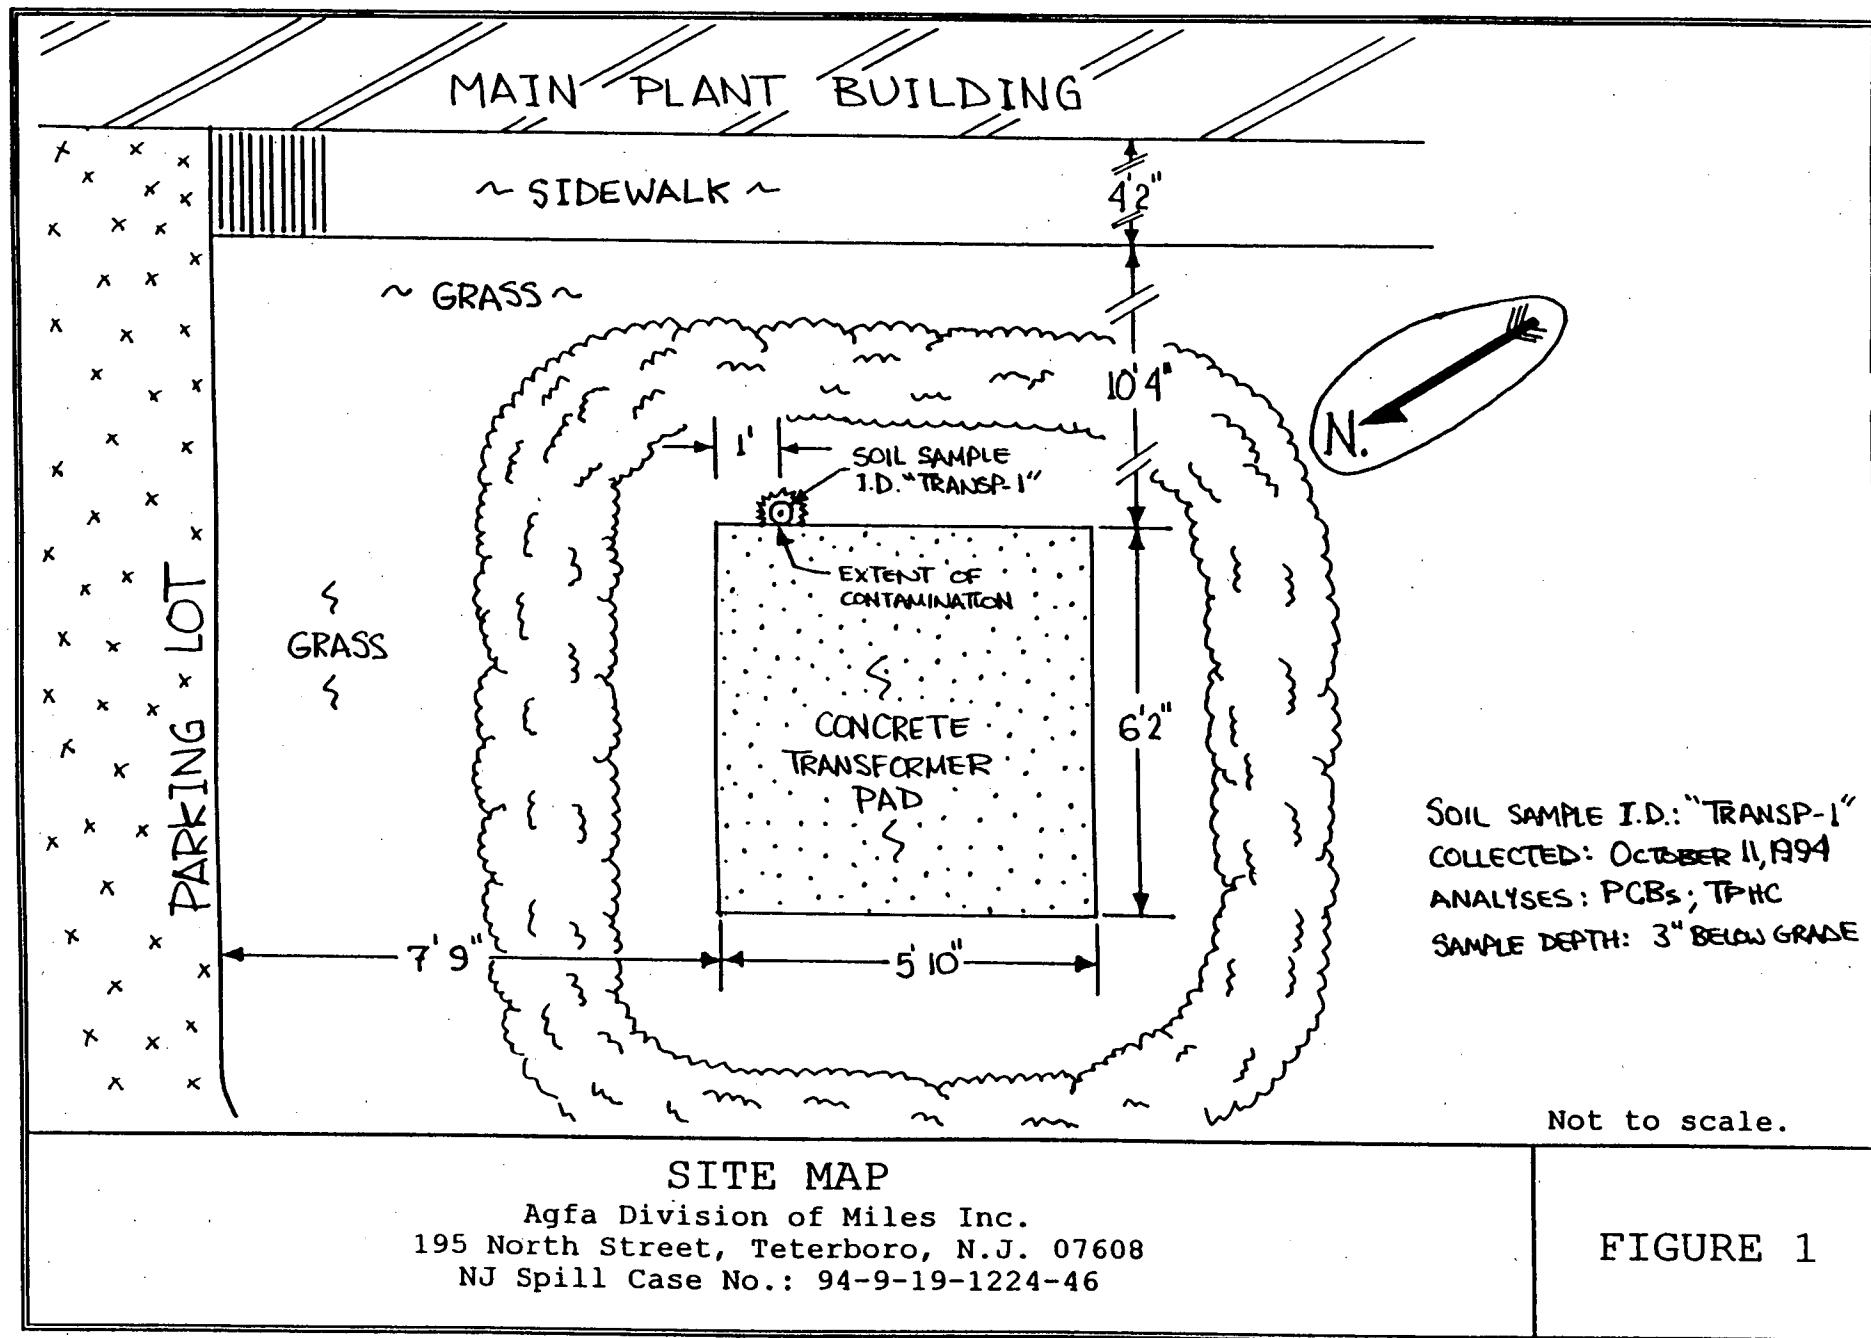 MAIN PLANT BUILDING
~ SIDEWALK ~
4'2"
~ GRASS ~
10'4"
N.
1'
SOIL SAMPLE
I.D. "TRANSP-1"
EXTENT OF
CONTAMINATION
GRASS
PARKING LOT
CONCRETE
TRANSFORMER
PAD
6'2"
7'9"
5'10"
SOIL SAMPLE I.D.: "TRANSP-1"
COLLECTED: OCTOBER 11, 1994
ANALYSES: PCBs; TPHC
SAMPLE DEPTH: 3" BELOW GRADE
Not to scale.
SITE MAP
Agfa Division of Miles Inc.
195 North Street, Teterboro, N.J. 07608
NJ Spill Case No.: 94-9-19-1224-46
FIGURE 1